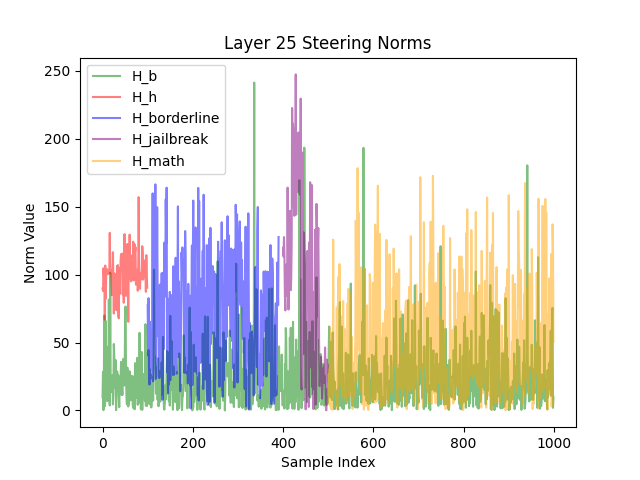 Layer 25 Steering Norms
H_b
H_h
H_borderline
H_jailbreak
H_math
250
200
150
100
50
0
Norm Value
0
200
400
600
800
1000
Sample Index